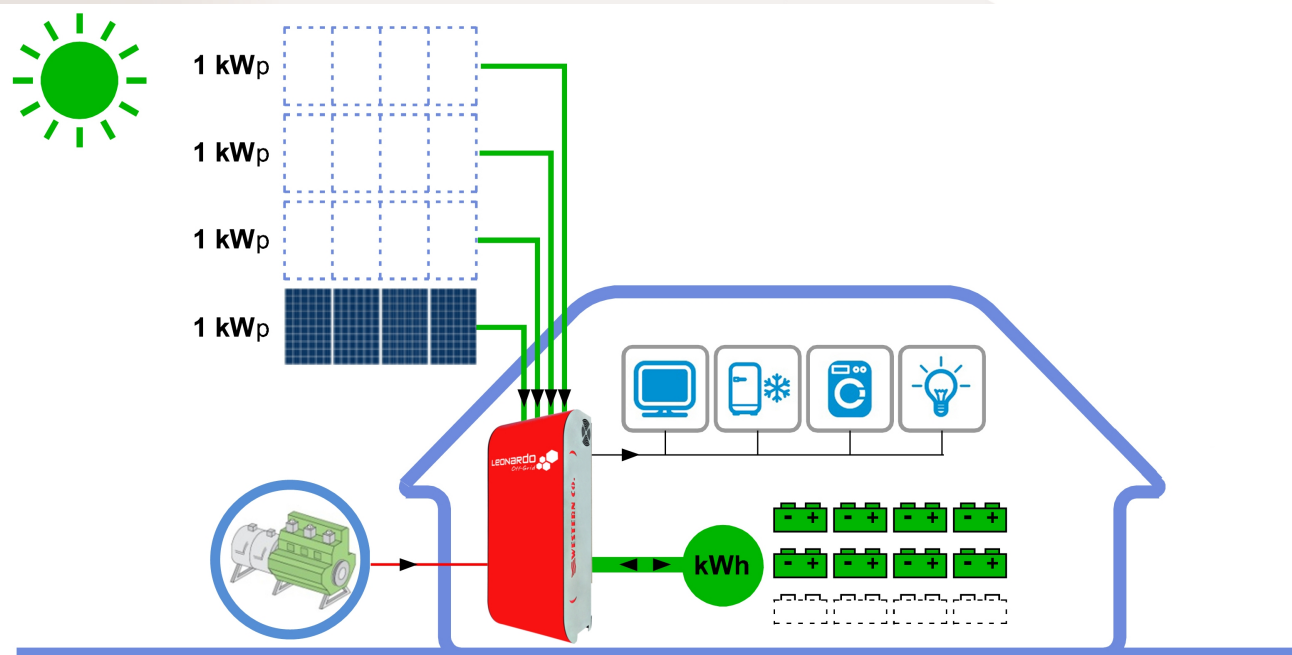 1 kWp
1 kWp
1 kWp
1 kWp
LEONARDO
Off-Grid
WESTERN CO.
kWh
- + - + - + - +
- + - + - + - +